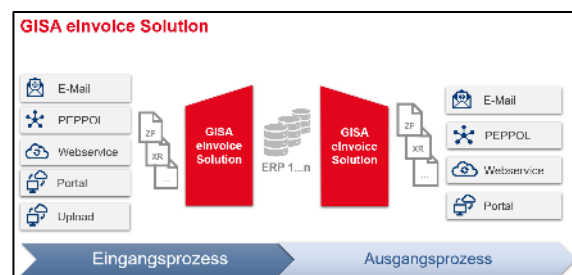 GISA eInvoice Solution
E-Mail
PEPPOL
Webservice
Portal
Upload
ZF
XR
...
GISA
eInvoice
Solution
ERP 1...n
GISA
eInvoice
Solution
ZF
XR
...
E-Mail
PEPPOL
Webservice
Portal
Eingangsprozess
Ausgangsprozess